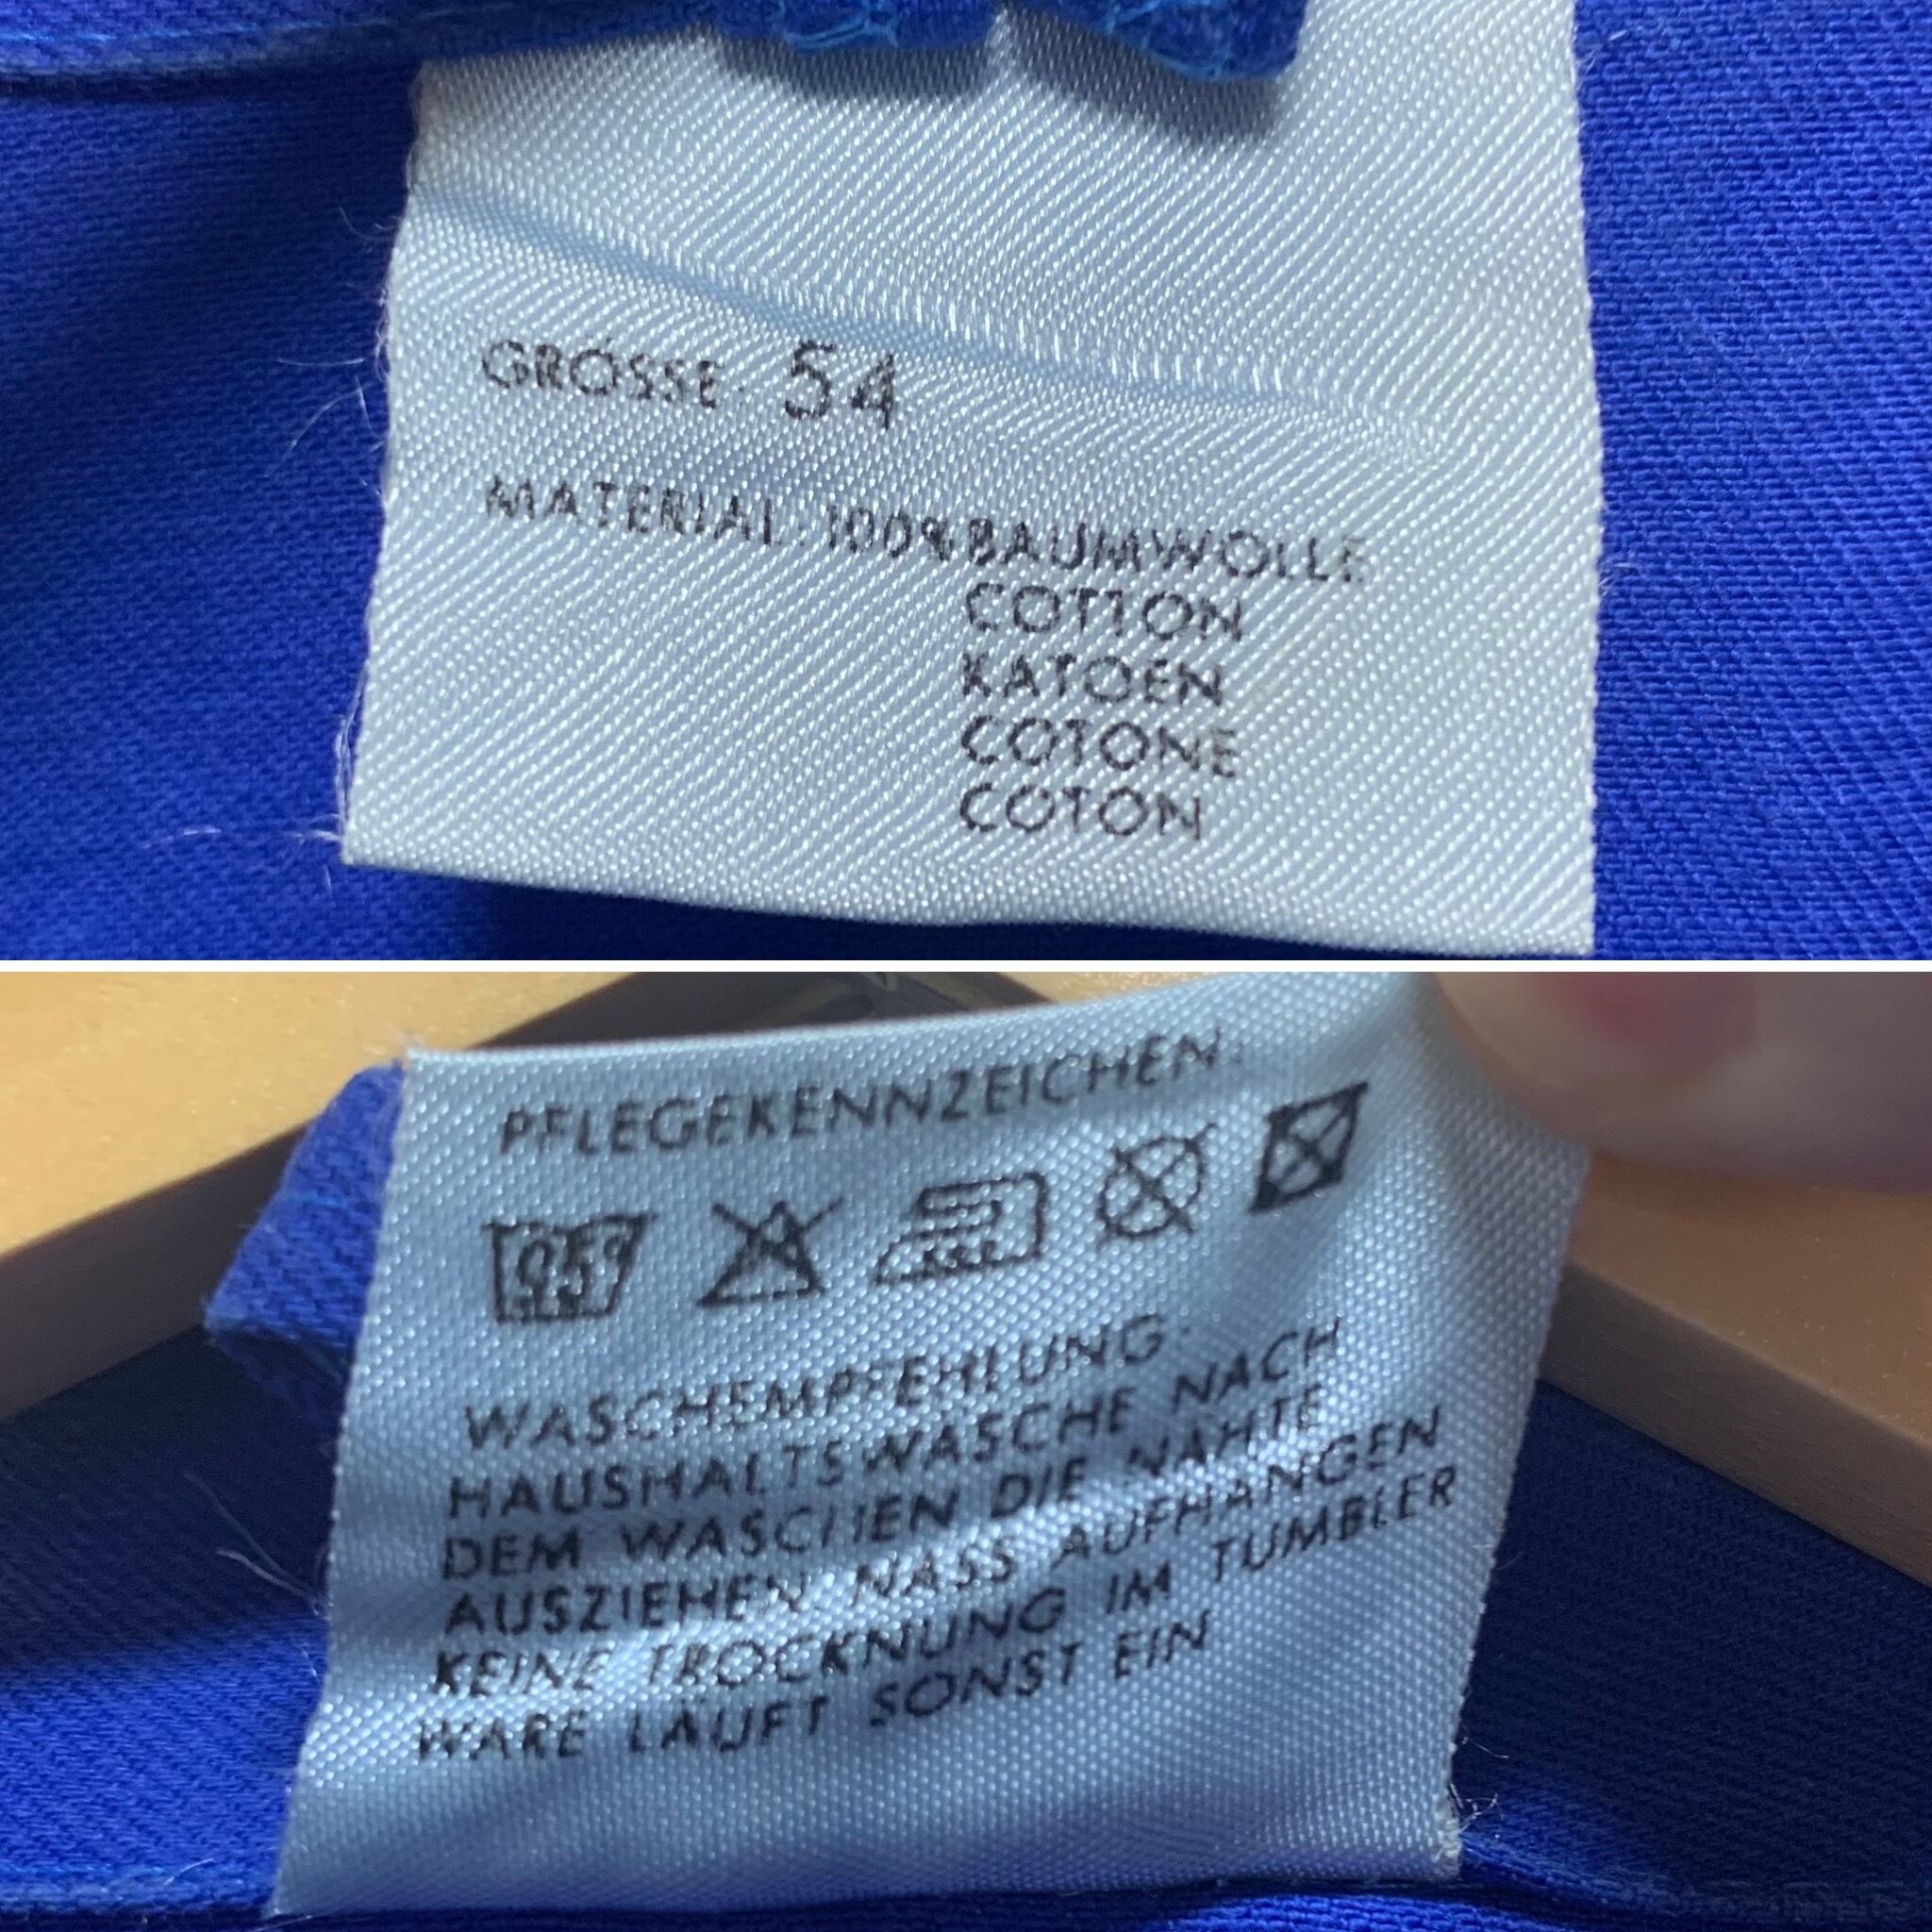 GRÖSSE: 54
MATERIAL: 100% BAUMWOLLE
COTTON
KATOEN
COTONE
COTON
PFLEGEKENNZEICHEN:
95°
WASCHEMPFEHLUNG:
HAUSHALTSWÄSCHE NACH
DEM WASCHEN DIE NÄHTE
AUSZIEHEN NASS AUFHÄNGEN
KEINE TROCKNUNG IM TUMBLER
WARE LÄUFT SONST EIN